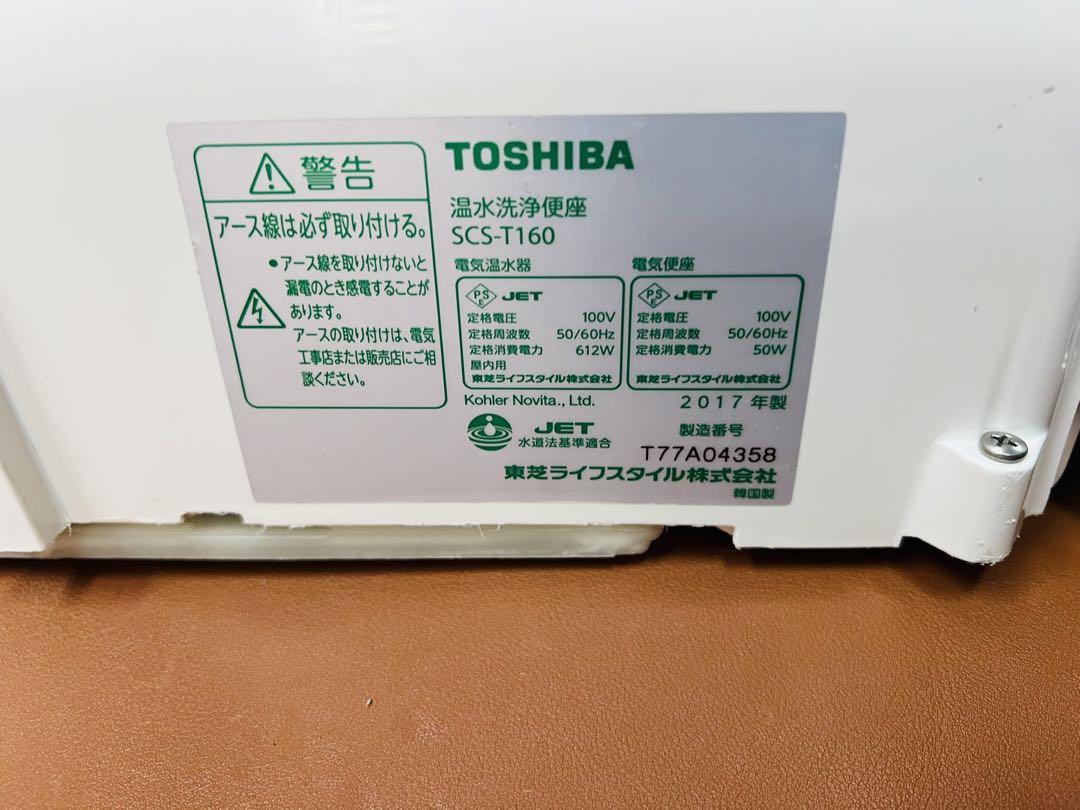 警告
アース線は必ず取り付ける。
●アース線を取り付けないと
漏電のとき感電することが
あります。
アースの取り付けは、電気
工事店または販売店にご相
談ください。
TOSHIBA
温水洗浄便座
SCS-T160
電気温水器
PSE JET
定格電圧 100V
定格周波数 50/60Hz
定格消費電力 612W
屋内用
東芝ライフスタイル株式会社
電気便座
PSE JET
定格電圧 100V
定格周波数 50/60Hz
定格消費電力 50W
東芝ライフスタイル株式会社
Kohler Novita., Ltd.
2017年製
JET
水道法基準適合
製造番号
T77A04358
東芝ライフスタイル株式会社
韓国製